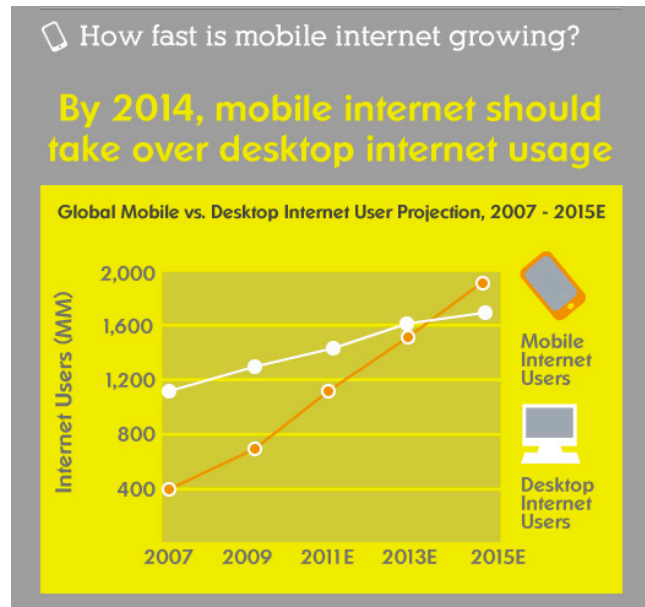 How fast is mobile internet growing?
By 2014, mobile internet should
take over desktop internet usage
Global Mobile vs. Desktop Internet User Projection, 2007 - 2015E
Internet Users (MM)
2,000
1,600
1,200
800
400
2007 2009 2011E 2013E 2015E
Mobile
Internet
Users
Desktop
Internet
Users